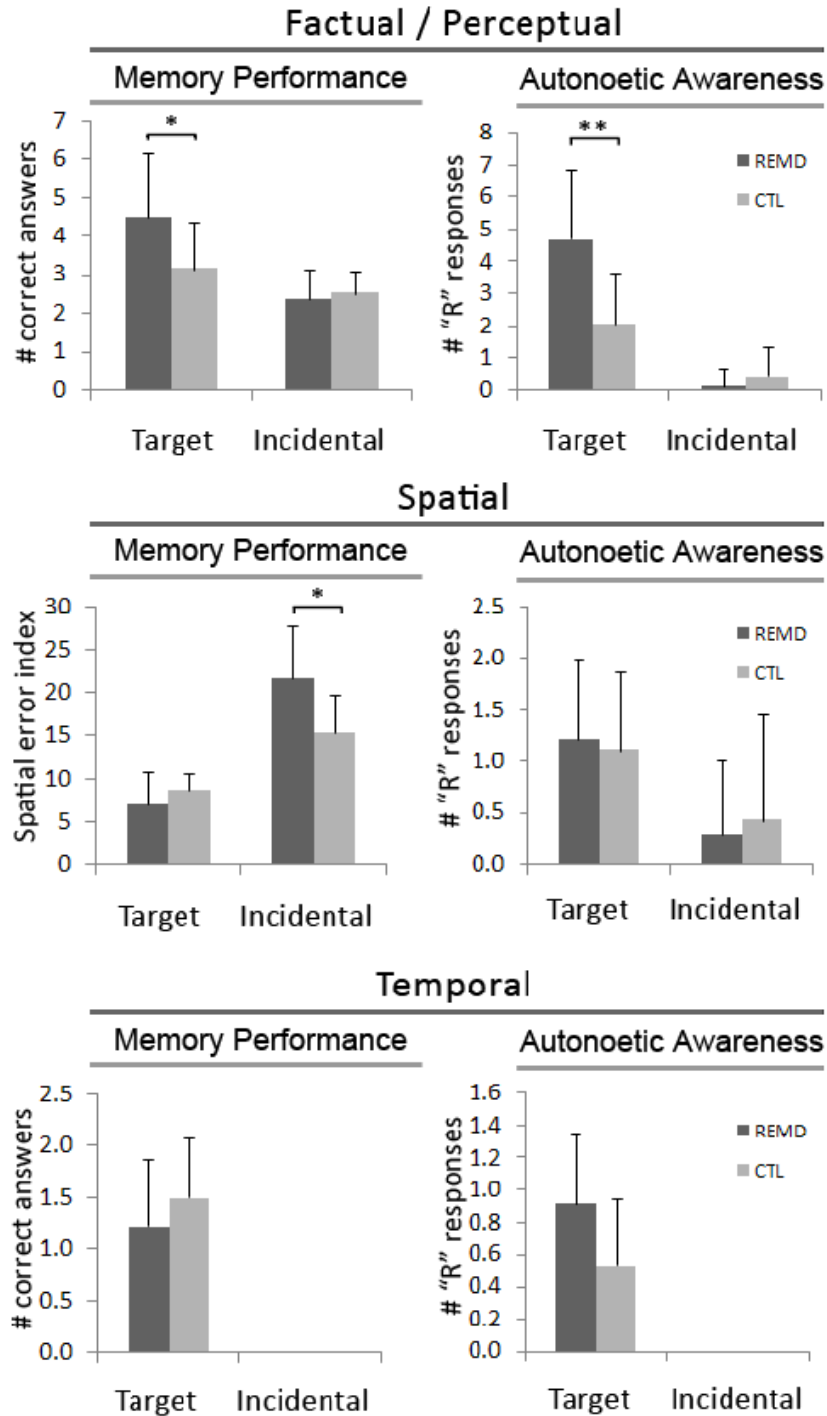 Factual / Perceptual
Memory Performance
Autonoetic Awareness
# correct answers
7
6
5
4
3
2
1
0
*
Target Incidental
# "R" responses
8
7
6
5
4
3
2
1
0
**
REMD
CTL
Target Incidental
Spatial
Memory Performance
Autonoetic Awareness
Spatial error index
30
25
20
15
10
5
0
*
Target Incidental
# "R" responses
2.5
2.0
1.5
1.0
0.5
0.0
REMD
CTL
Target Incidental
Temporal
Memory Performance
Autonoetic Awareness
# correct answers
2.5
2.0
1.5
1.0
0.5
0.0
Target Incidental
# "R" responses
1.6
1.4
1.2
1.0
0.8
0.6
0.4
0.2
0.0
REMD
CTL
Target Incidental